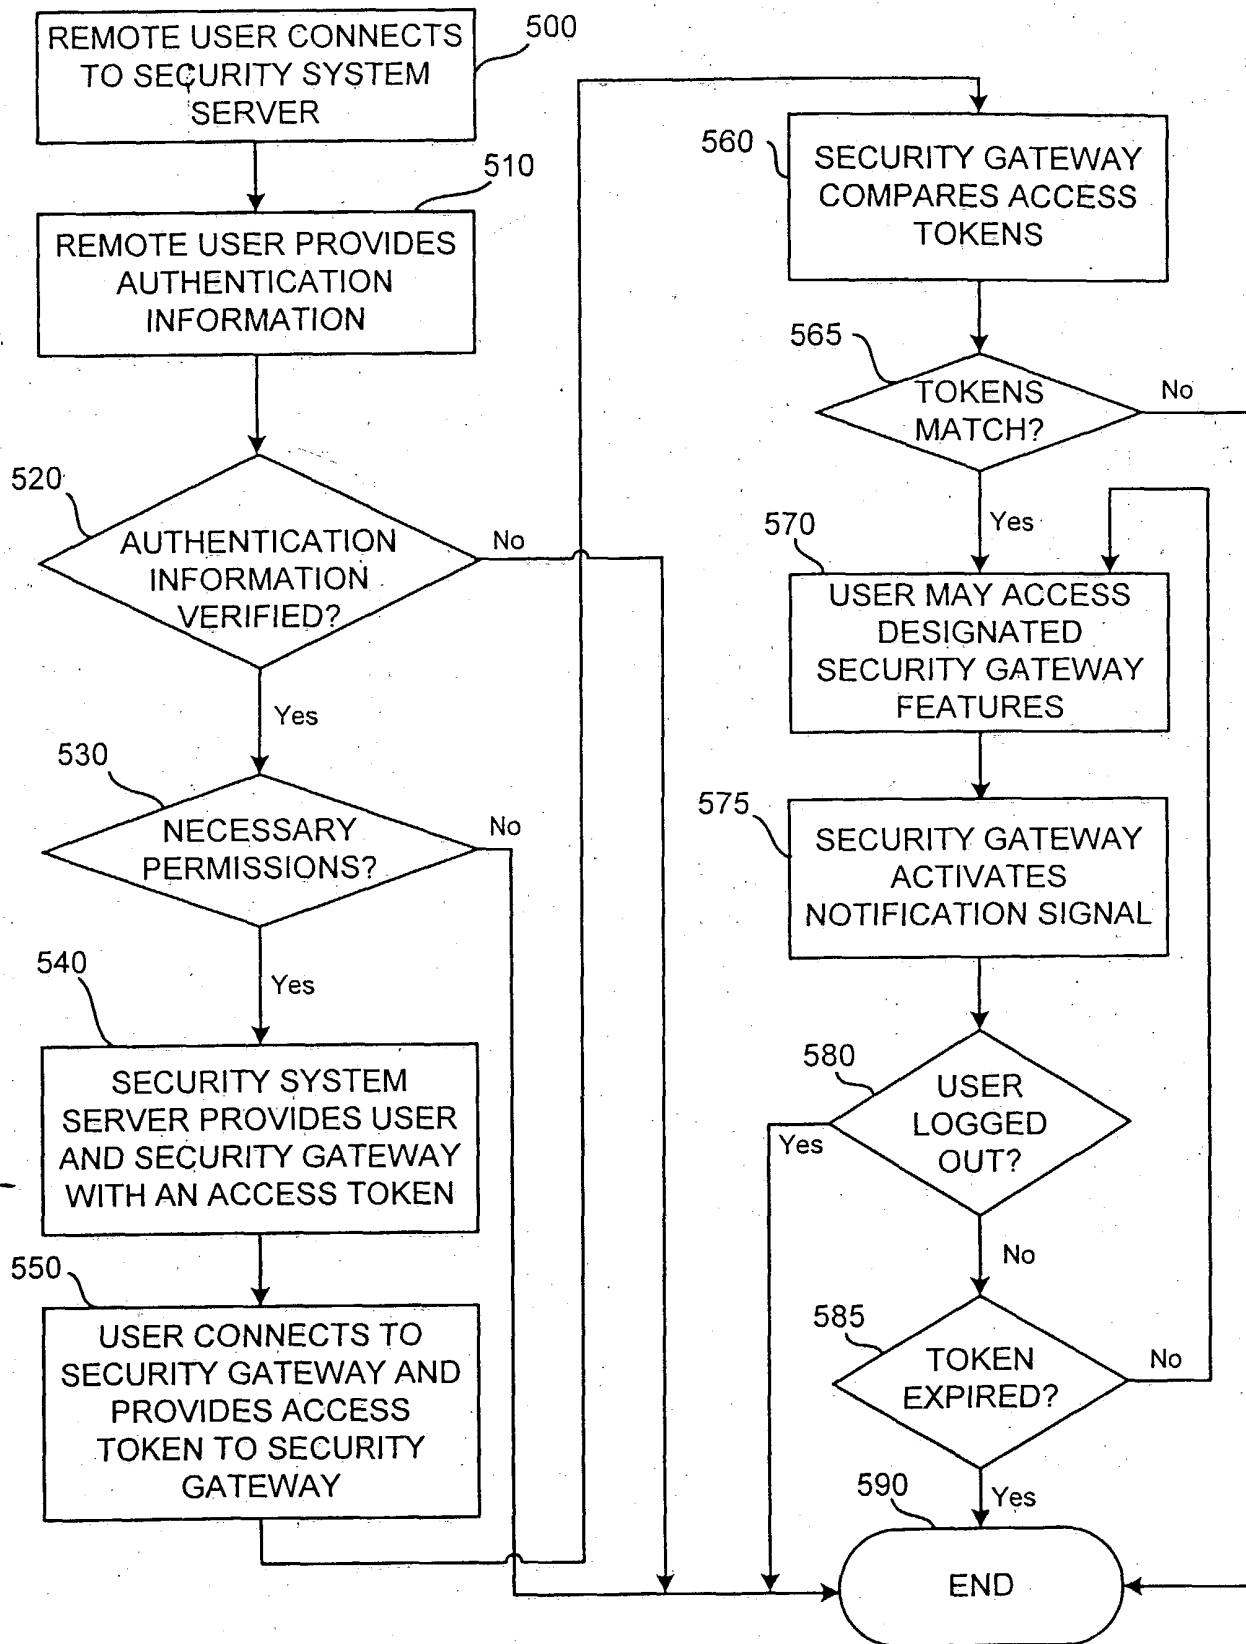 500
REMOTE USER CONNECTS
TO SECURITY SYSTEM
SERVER
510
REMOTE USER PROVIDES
AUTHENTICATION
INFORMATION
520
AUTHENTICATION
INFORMATION
VERIFIED?
No
Yes
530
NECESSARY
PERMISSIONS?
No
Yes
540
SECURITY SYSTEM
SERVER PROVIDES USER
AND SECURITY GATEWAY
WITH AN ACCESS TOKEN
550
USER CONNECTS TO
SECURITY GATEWAY AND
PROVIDES ACCESS
TOKEN TO SECURITY
GATEWAY
560
SECURITY GATEWAY
COMPARES ACCESS
TOKENS
565
TOKENS
MATCH?
No
Yes
570
USER MAY ACCESS
DESIGNATED
SECURITY GATEWAY
FEATURES
575
SECURITY GATEWAY
ACTIVATES
NOTIFICATION SIGNAL
580
USER
LOGGED
OUT?
Yes
No
585
TOKEN
EXPIRED?
No
Yes
590
END